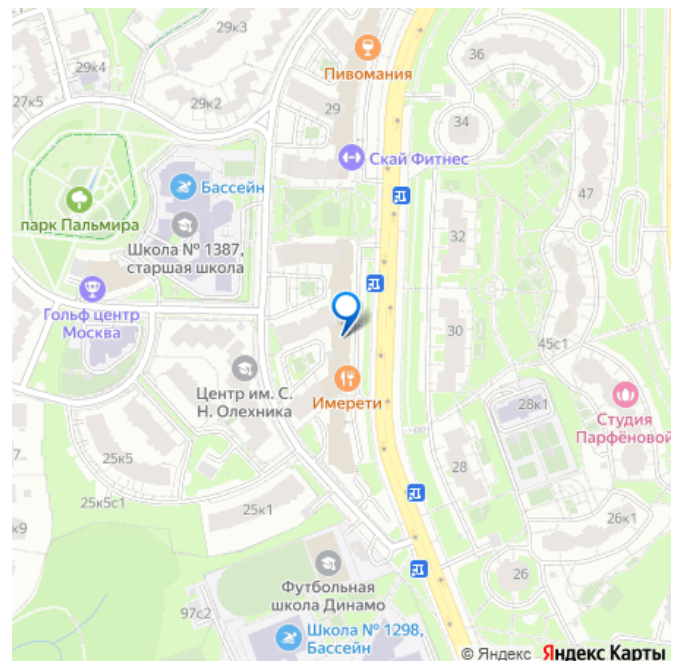 29к3
36
Пивомания
29к4
27к5
29к2
29
34
Скай Фитнес
Бассейн
47
парк Пальмира
Школа № 1387,
старшая школа
32
Гольф центр
Москва
30
45с1
Центр им. С.
Н. Олехника
Имерети
28к1
Студия
Парфёновой
7
25к5
28
25к5с1
25к1
26к1
к9
Футбольная
школа Динамо
26
97с2
Школа № 1298,
Бассейн
© Яндекс Яндекс Карты